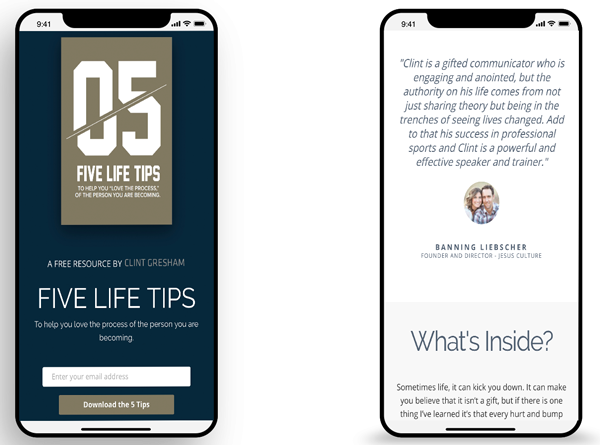 9:41
05
FIVE LIFE TIPS
TO HELP YOU "LOVE THE PROCESS,"
OF THE PERSON YOU ARE BECOMING.
A FREE RESOURCE BY CLINT GRESHAM
FIVE LIFE TIPS
To help you love the process of the person you are
becoming.
Enter your email address
Download the 5 Tips
9:41
"Clint is a gifted communicator who is
engaging and anointed, but the
authority on his life comes from not
just sharing theory but being in the
trenches of seeing lives changed. Add
to that his success in professional
sports and Clint is a powerful and
effective speaker and trainer."
BANNING LIEBSCHER
FOUNDER AND DIRECTOR - JESUS CULTURE
What's Inside?
Sometimes life, it can kick you down. It can make
you believe that it isn't a gift, but if there is one
thing I've learned it's that every hurt and bump